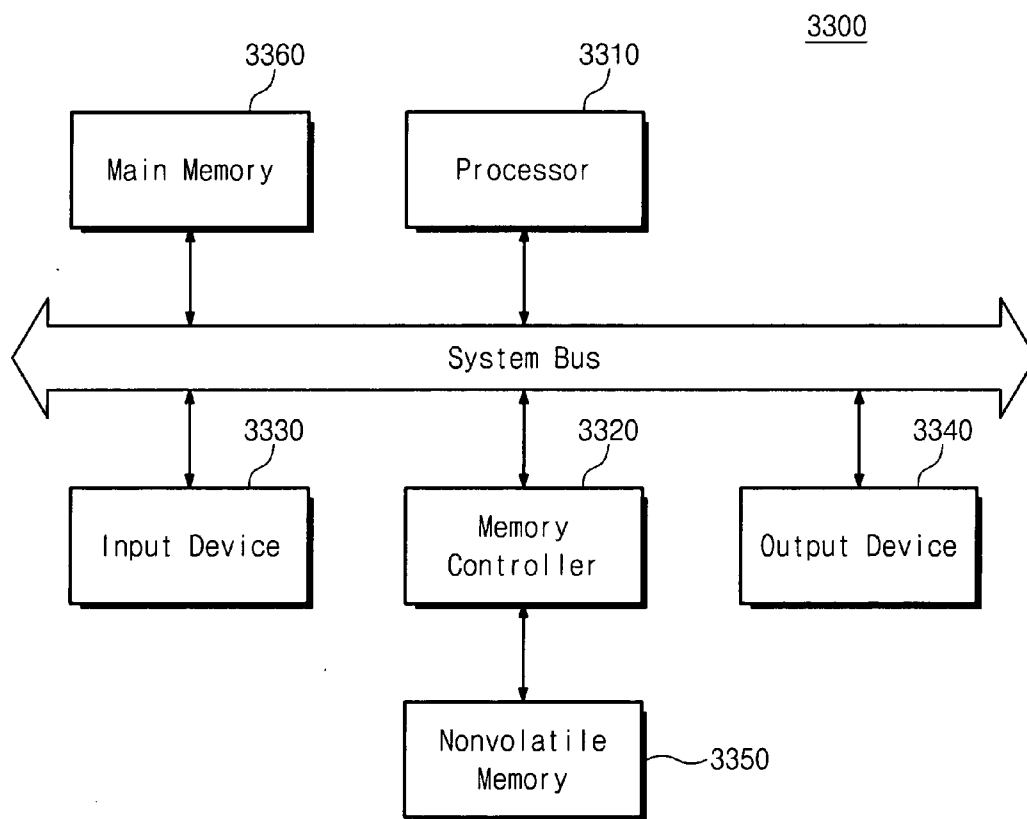 3300
3360
3310
Main Memory
Processor
System Bus
3330
3320
3340
Input Device
Memory
Controller
Output Device
Nonvolatile
Memory
3350